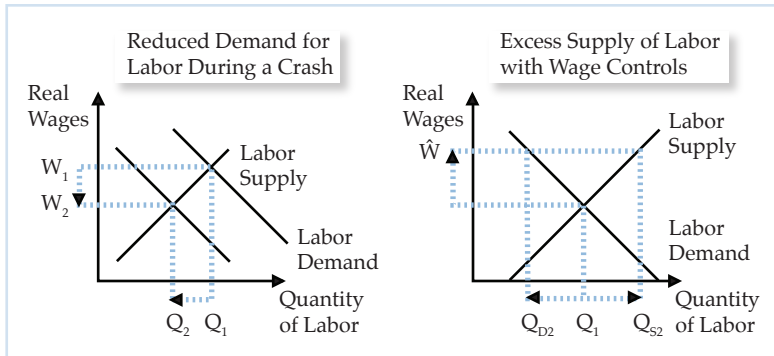 Reduced Demand for
Labor During a Crash
Real
Wages
W1
W2
Labor
Supply
Labor
Demand
Q2 Q1
Quantity
of Labor
Excess Supply of Labor
with Wage Controls
Real
Wages
Ŵ
Labor
Supply
Labor
Demand
QD2 Q1 QS2
Quantity
of Labor